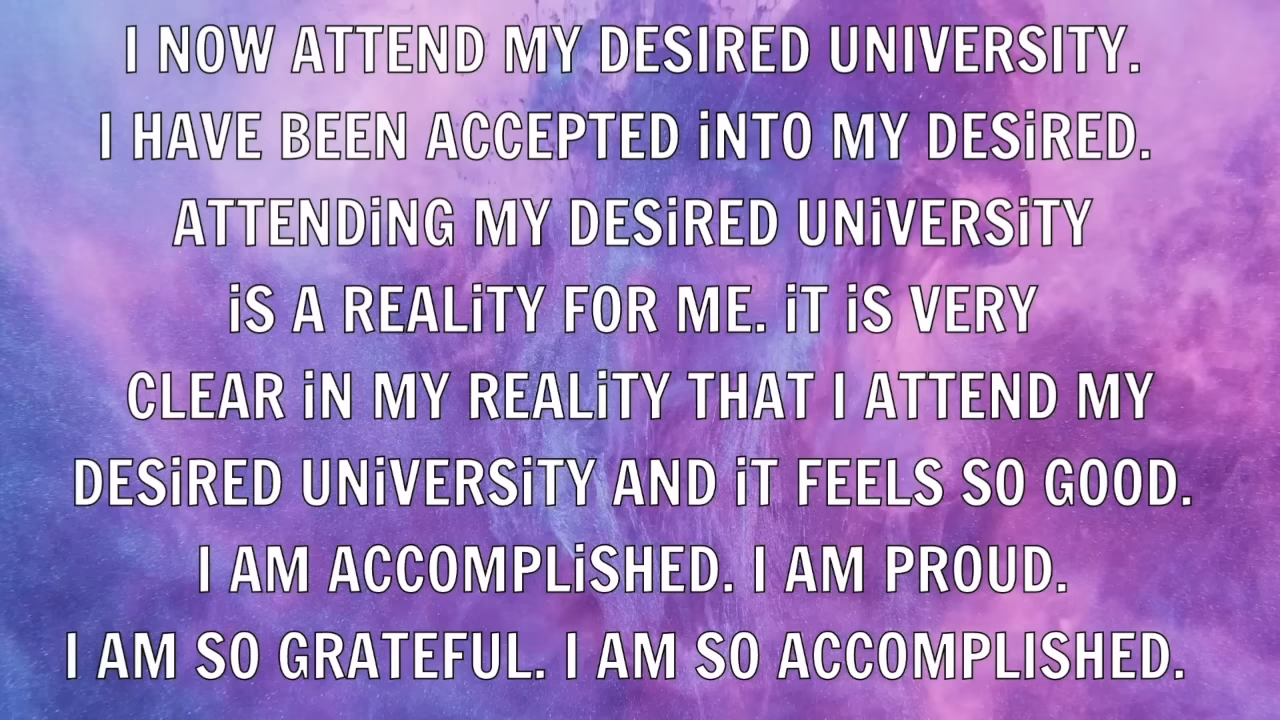 I NOW ATTEND MY DESIRED UNIVERSITY.
I HAVE BEEN ACCEPTED iNTO MY DESiRED.
ATTENDiNG MY DESiRED UNiVERSiTY
iS A REALiTY FOR ME. iT iS VERY
CLEAR iN MY REALiTY THAT I ATTEND MY
DESiRED UNiVERSiTY AND iT FEELS SO GOOD.
I AM ACCOMPLiSHED. I AM PROUD.
I AM SO GRATEFUL. I AM SO ACCOMPLISHED.